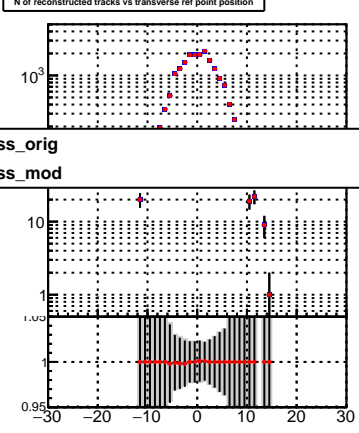 N of reconstructed tracks vs transverse ref point position
10³
ss_orig
ss_mod
10
1
1.05
1
0.95
−30 −20 −10 0 10 20 30